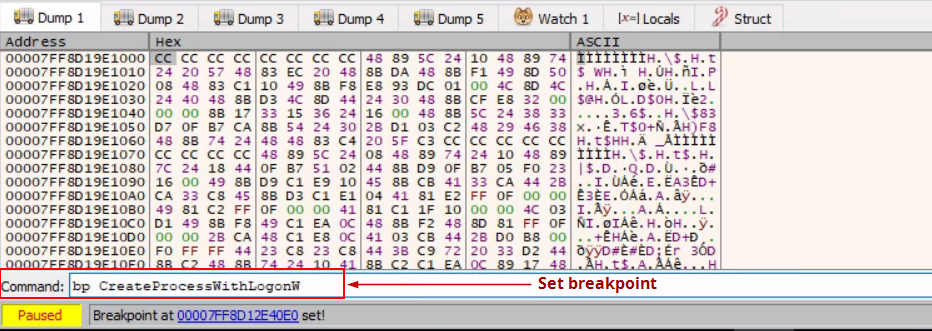 Dump 1 Dump 2 Dump 3 Dump 4 Dump 5 Watch 1 [x=] Locals Struct
Address Hex ASCII
00007FF8D19E1000 CC CC CC CC CC CC CC CC 48 89 5C 24 10 48 89 74 ÌÌÌÌÌÌÌÌH.\$.H.t
00007FF8D19E1010 24 20 57 48 83 EC 20 48 8B DA 48 8B F1 49 8D 50 $ WH.ì H.ÚH.ñI.P
00007FF8D19E1020 08 48 83 C1 10 49 8B F8 E8 93 DC 01 00 4C 8D 4C .H.Á.I.øè.Ü..L.L
00007FF8D19E1030 24 40 48 8B D3 4C 8D 44 24 30 48 8B CF E8 32 00 $@H.ÓL.D$0H.Ïè2.
00007FF8D19E1040 00 00 8B 17 33 15 36 24 16 00 48 8B 5C 24 38 33 ....3.6$..H.\$83
00007FF8D19E1050 D7 0F B7 CA 8B 54 24 30 2B D1 03 C2 48 29 46 38 x.·Ê.T$0+Ñ.ÂH)F8
00007FF8D19E1060 48 8B 74 24 48 48 83 C4 20 5F C3 CC CC CC CC CC H.t$HH.Ä _ÃÌÌÌÌÌ
00007FF8D19E1070 CC CC CC CC 48 89 5C 24 08 48 89 74 24 10 48 89 ÌÌÌÌH.\$.H.t$.H.
00007FF8D19E1080 7C 24 18 44 0F B7 51 02 44 8B D9 0F B7 05 F0 23 |$.D.·Q.D.Ù.·.ð#
00007FF8D19E1090 16 00 49 8B D9 C1 E9 10 45 8B CB 41 33 CA 44 2B ..I.ÙÁé.E.ËA3ÊD+
00007FF8D19E10A0 CA 33 C8 45 8B D3 C1 E1 04 41 81 E2 FF 0F 00 00 Ê3ÈE.ÓÁá.A.âÿ...
00007FF8D19E10B0 49 81 C2 FF 0F 00 00 41 81 C1 1F 10 00 00 4C 03 I.Âÿ...A.Á....L.
00007FF8D19E10C0 D1 49 8B F8 49 C1 EA 0C 48 8B F2 48 8D 81 FF 0F ÑI.øIÁê.H.òH..ÿ.
00007FF8D19E10D0 00 00 2B CA 48 C1 E8 0C 41 03 CB 44 2B D0 B8 00 ..+ÊHÁè.A.ËD+Ð¸.
00007FF8D19E10E0 F0 FF FF 44 23 C8 23 C8 44 3B C9 72 20 33 D2 44 ðÿÿD#È#ÈD;Ér 3ÒD
00007FF8D19E10F0 8B C2 48 8B 74 24 10 41 8B C2 C1 EA 0C 89 17 48 .ÂH.t$.A.ÂÁê...H
Command: bp CreateProcessWithLogonW
Set breakpoint
Paused Breakpoint at 00007FF8D12E40E0 set!